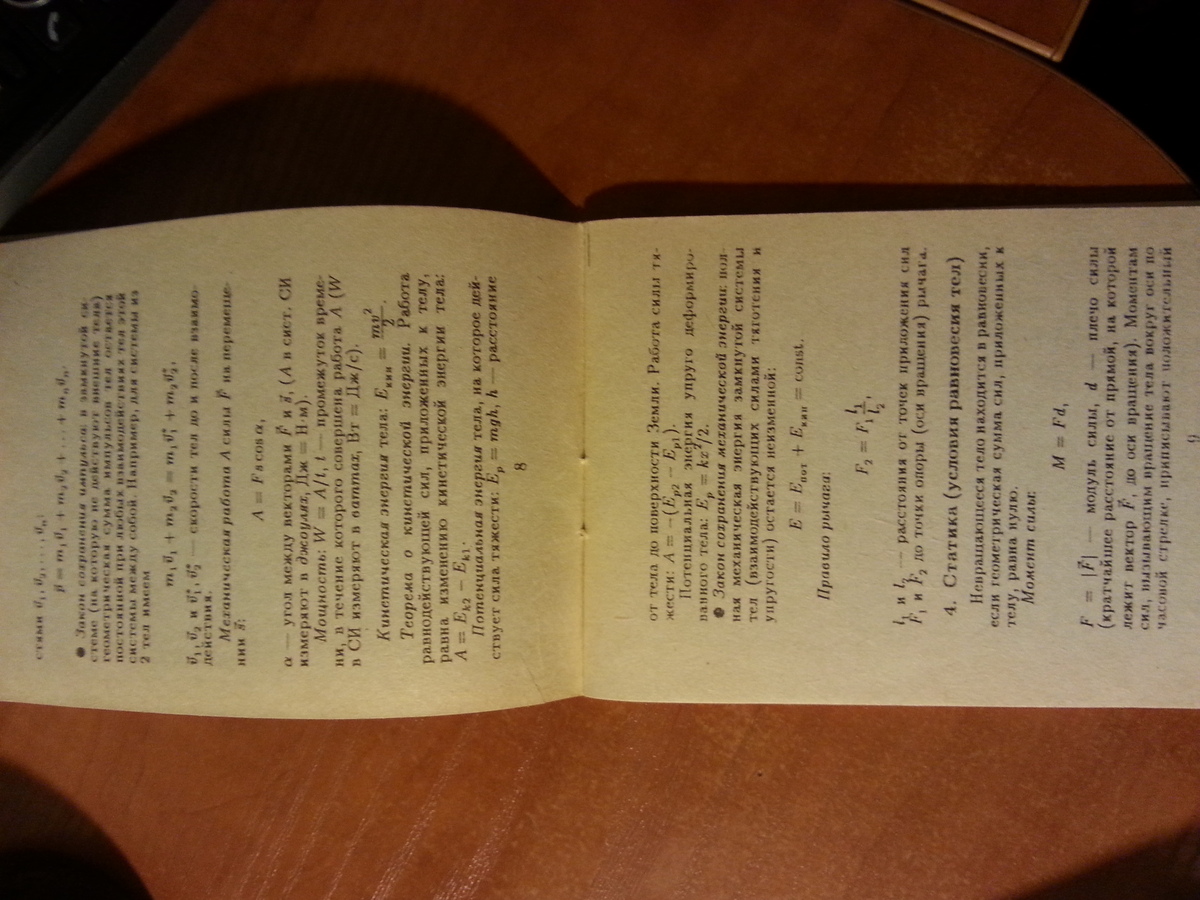 стями v⃗₁, v⃗₂, ..., v⃗ₙ:
p⃗ = m₁v⃗₁ + m₂v⃗₂ + ... + mₙv⃗ₙ.
● Закон сохранения импульса: в замкнутой си-
стеме (на которую не действуют внешние тела)
геометрическая сумма импульсов тел остается
постоянной при любых взаимодействиях тел этой
системы между собой. Например, для системы из
2 тел имеем
m₁v⃗₁ + m₂v⃗₂ = m₁v⃗₁″ + m₂v⃗₂″,
v⃗₁, v⃗₂ и v⃗₁″, v⃗₂″ — скорости тел до и после взаимо-
действия.
Механическая работа A силы F⃗ на перемеще-
нии s⃗:
A = Fs cos α,
α — угол между векторами F⃗ и s⃗, (A в сист. СИ
измеряют в джоулях, Дж = Н·м).
Мощность: W = A/t, t — промежуток време-
ни, в течение которого совершена работа A (W
в СИ измеряют в ваттах, Вт = Дж/с).
Кинетическая энергия тела: Eкин = mv²/2.
Теорема о кинетической энергии. Работа
равнодействующей сил, приложенных к телу,
равна изменению кинетической энергии тела:
A = Eₖ₂ − Eₖ₁.
Потенциальная энергия тела, на которое дей-
ствует сила тяжести: Eₚ = mgh, h — расстояние
8
от тела до поверхности Земли. Работа силы тя-
жести: A = −(Eₚ₂ − Eₚ₁).
Потенциальная энергия упруго деформиро-
ванного тела: Eₚ = kx²/2.
● Закон сохранения механической энергии: пол-
ная механическая энергия замкнутой системы
тел (взаимодействующих силами тяготения и
упругости) остается неизменной:
E = Eпот + Eкин = const.
Правило рычага:
F₂ = F₁ l₁/l₂,
l₁ и l₂ — расстояния от точек приложения сил
F⃗₁ и F⃗₂ до точки опоры (оси вращения) рычага.
4. Статика (условия равновесия тел)
Невращающееся тело находится в равновесии,
если геометрическая сумма сил, приложенных к
телу, равна нулю.
Момент силы:
M = Fd,
F = |F⃗| — модуль силы, d — плечо силы
(кратчайшее расстояние от прямой, на которой
лежит вектор F⃗, до оси вращения). Моментам
сил, вызывающим вращение тела вокруг оси по
часовой стрелке, приписывают положительный
9